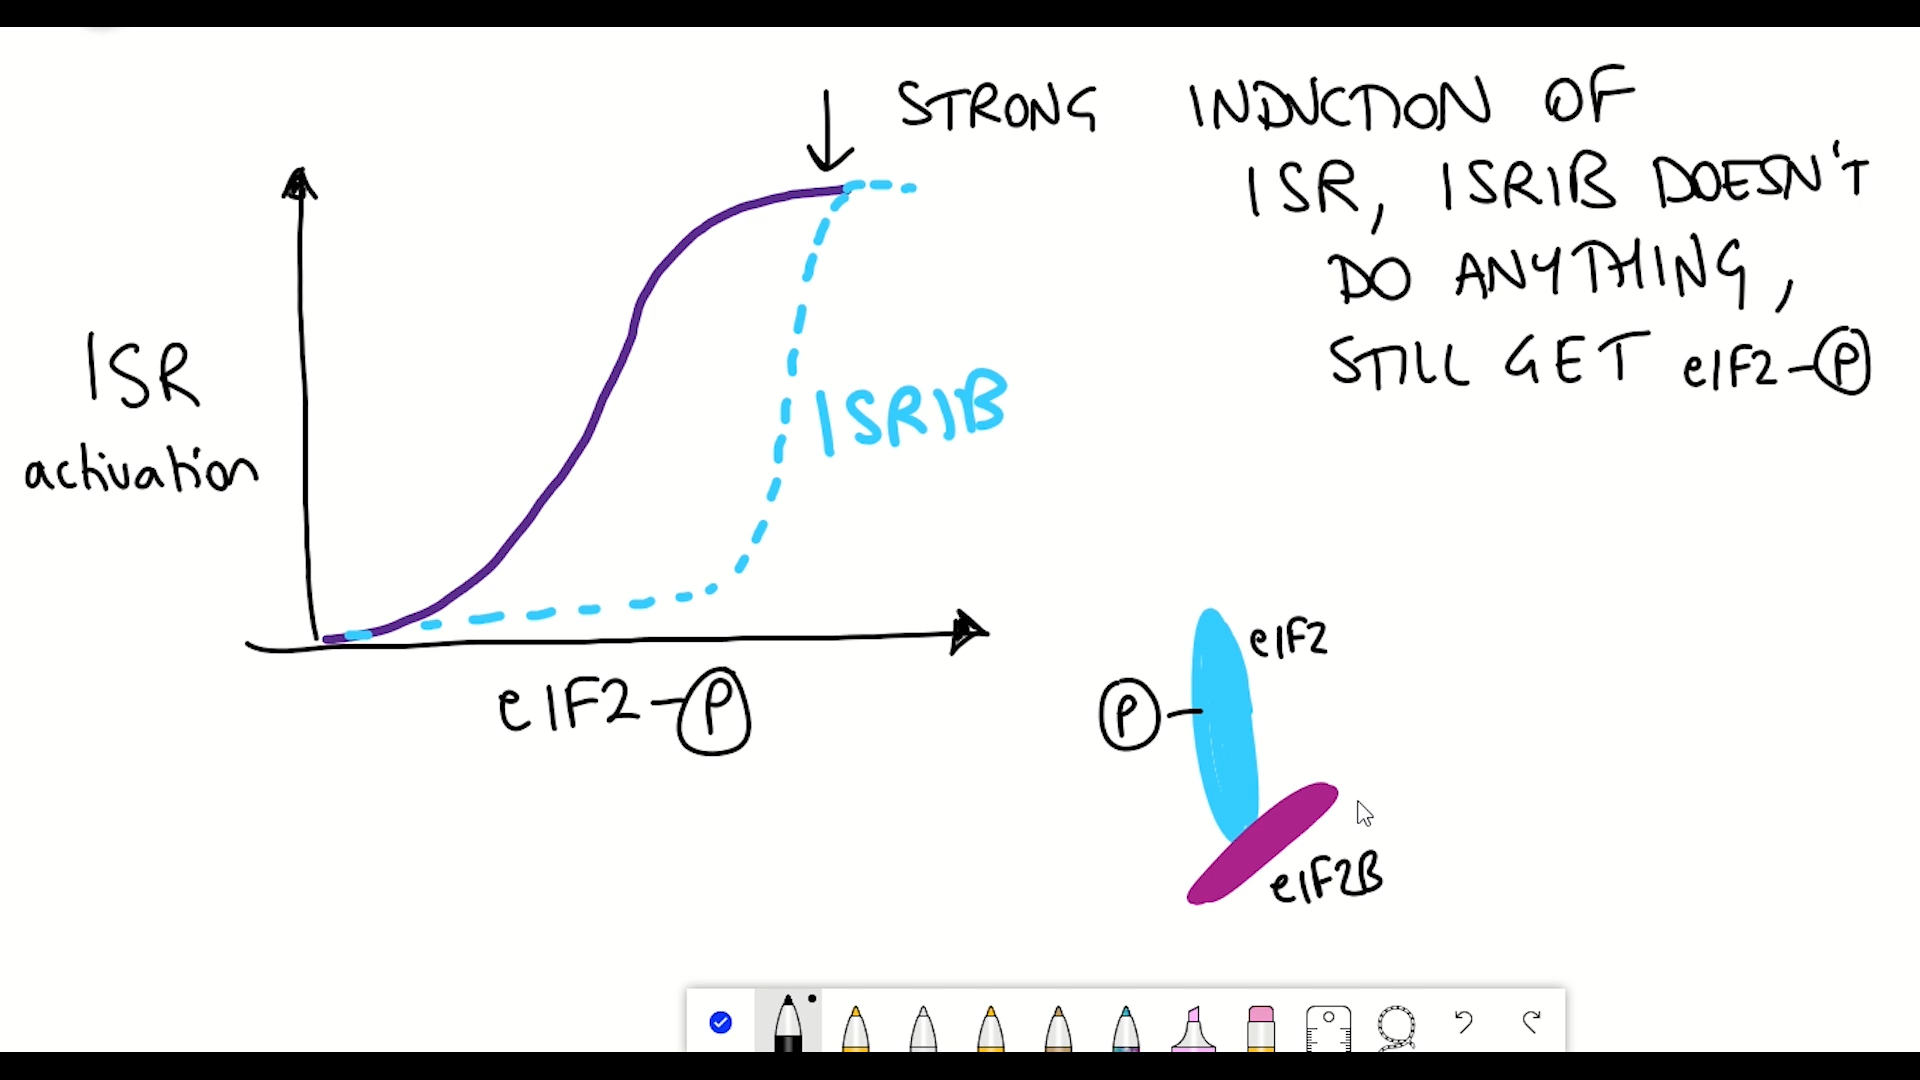 STRONG INDUCTION OF
ISR, ISRIB DOESN'T
DO ANYTHING,
STILL GET eIF2-P
ISR
activation
ISRIB
eIF2-P
eIF2
P
eIF2B